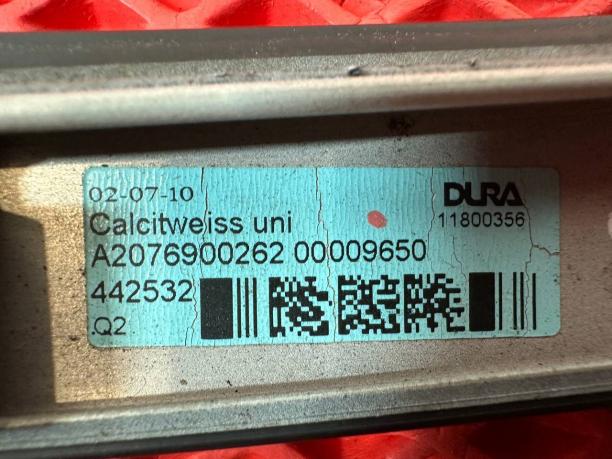 02-07-10
DURA
Calcitweiss uni
11800356
A2076900262 00009650
442532
Q2